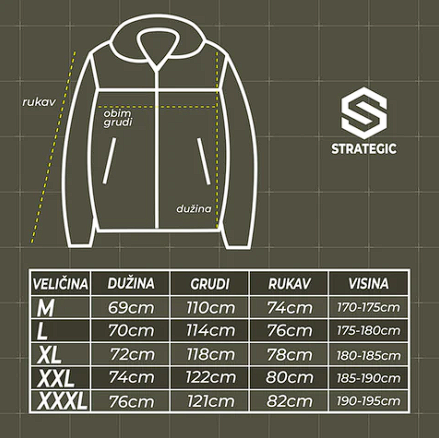 rukav
obim
grudi
dužina
STRATEGIC
VELIČINA DUŽINA GRUDI RUKAV VISINA
M 69cm 110cm 74cm 170-175cm
L 70cm 114cm 76cm 175-180cm
XL 72cm 118cm 78cm 180-185cm
XXL 74cm 122cm 80cm 185-190cm
XXXL 76cm 121cm 82cm 190-195cm